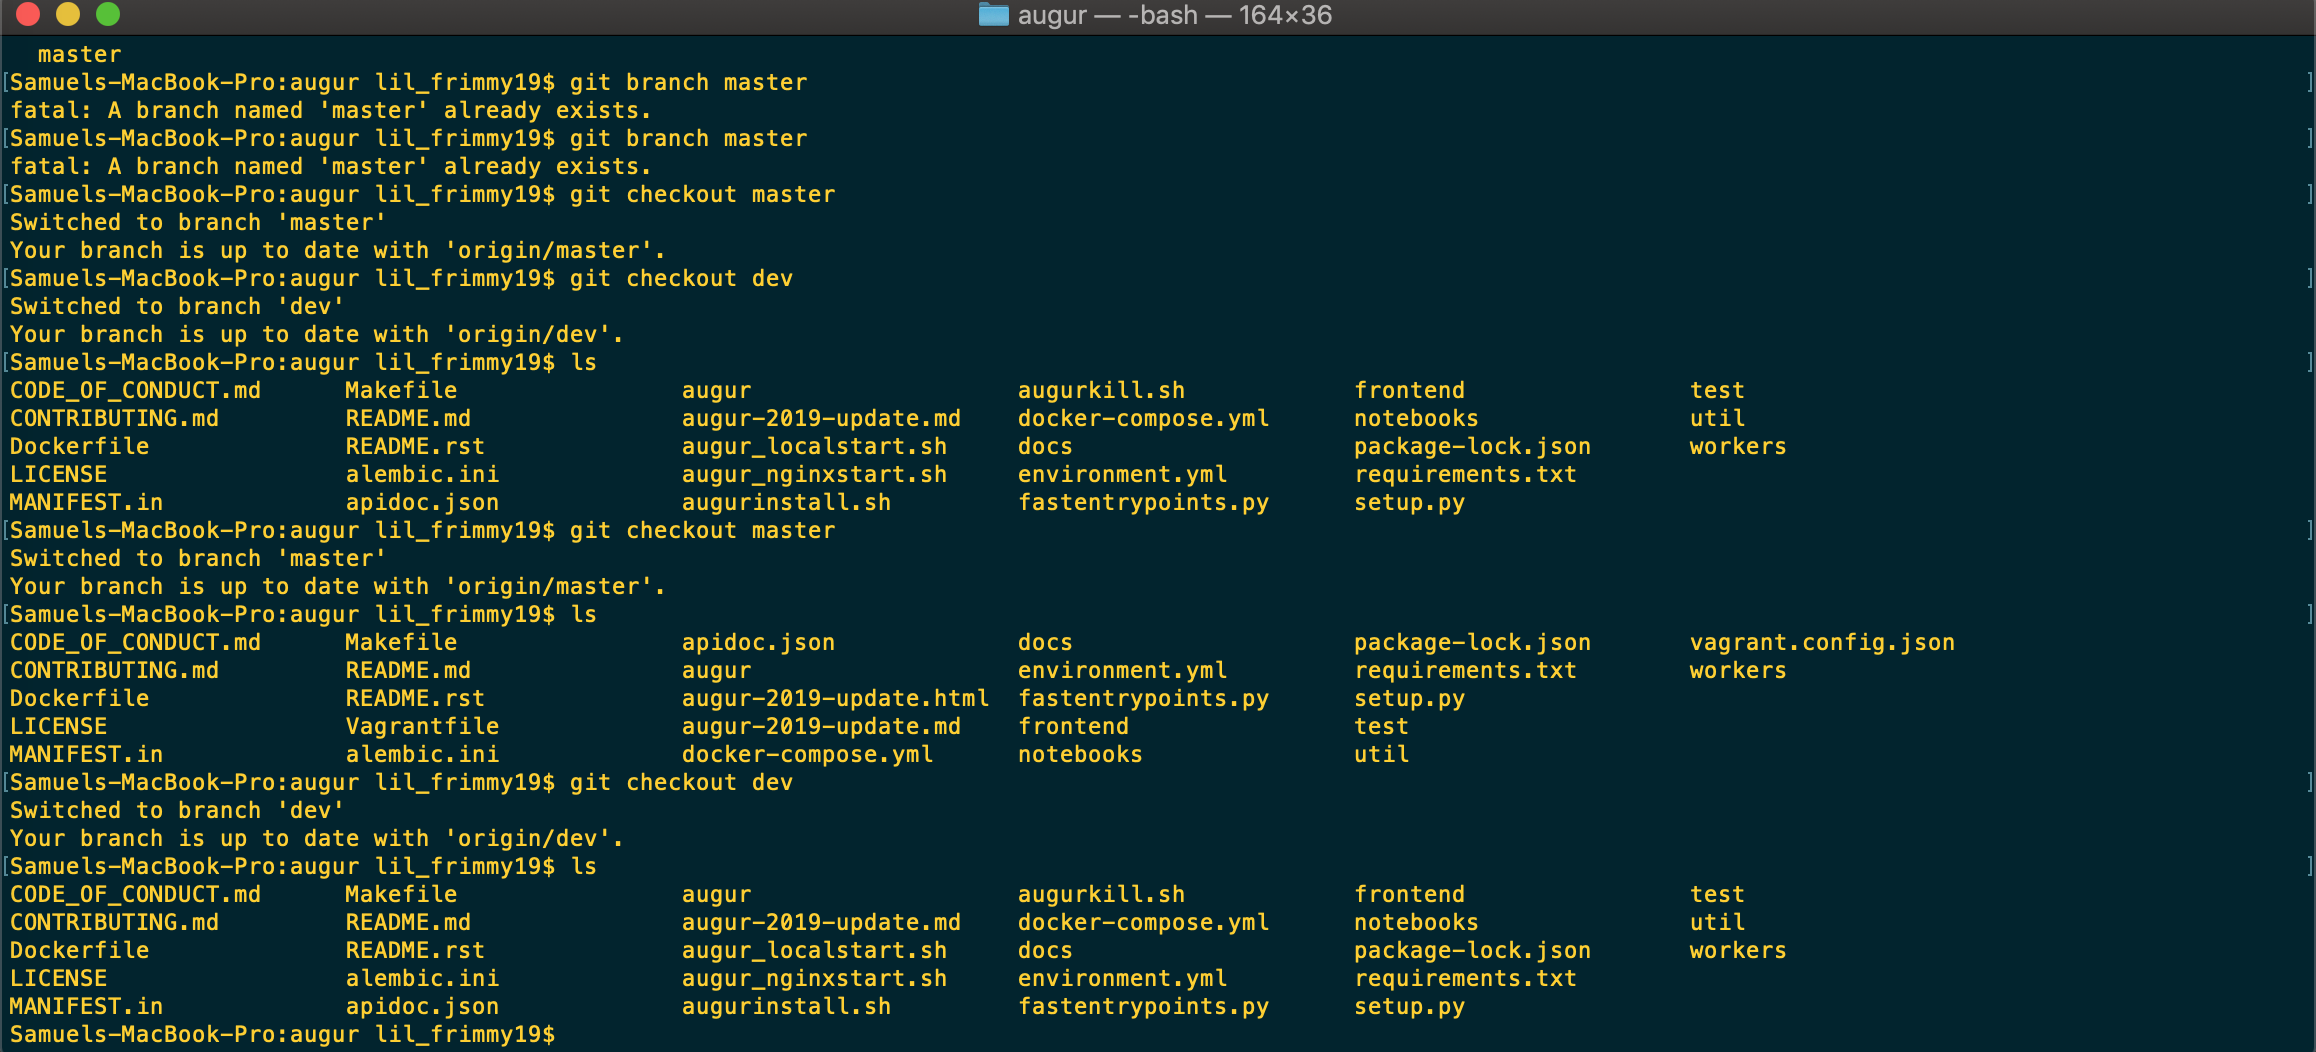 augur — -bash — 164×36
  master
[Samuels-MacBook-Pro:augur lil_frimmy19$ git branch master ]
fatal: A branch named 'master' already exists.
[Samuels-MacBook-Pro:augur lil_frimmy19$ git branch master ]
fatal: A branch named 'master' already exists.
[Samuels-MacBook-Pro:augur lil_frimmy19$ git checkout master ]
Switched to branch 'master'
Your branch is up to date with 'origin/master'.
[Samuels-MacBook-Pro:augur lil_frimmy19$ git checkout dev ]
Switched to branch 'dev'
Your branch is up to date with 'origin/dev'.
[Samuels-MacBook-Pro:augur lil_frimmy19$ ls ]
CODE_OF_CONDUCT.md      Makefile                augur                   augurkill.sh            frontend                test
CONTRIBUTING.md         README.md               augur-2019-update.md    docker-compose.yml      notebooks               util
Dockerfile              README.rst              augur_localstart.sh     docs                    package-lock.json       workers
LICENSE                 alembic.ini             augur_nginxstart.sh     environment.yml         requirements.txt
MANIFEST.in             apidoc.json             augurinstall.sh         fastentrypoints.py      setup.py
[Samuels-MacBook-Pro:augur lil_frimmy19$ git checkout master ]
Switched to branch 'master'
Your branch is up to date with 'origin/master'.
[Samuels-MacBook-Pro:augur lil_frimmy19$ ls ]
CODE_OF_CONDUCT.md      Makefile                apidoc.json             docs                    package-lock.json       vagrant.config.json
CONTRIBUTING.md         README.md               augur                   environment.yml         requirements.txt        workers
Dockerfile              README.rst              augur-2019-update.html  fastentrypoints.py      setup.py
LICENSE                 Vagrantfile             augur-2019-update.md    frontend                test
MANIFEST.in             alembic.ini             docker-compose.yml      notebooks               util
[Samuels-MacBook-Pro:augur lil_frimmy19$ git checkout dev ]
Switched to branch 'dev'
Your branch is up to date with 'origin/dev'.
[Samuels-MacBook-Pro:augur lil_frimmy19$ ls ]
CODE_OF_CONDUCT.md      Makefile                augur                   augurkill.sh            frontend                test
CONTRIBUTING.md         README.md               augur-2019-update.md    docker-compose.yml      notebooks               util
Dockerfile              README.rst              augur_localstart.sh     docs                    package-lock.json       workers
LICENSE                 alembic.ini             augur_nginxstart.sh     environment.yml         requirements.txt
MANIFEST.in             apidoc.json             augurinstall.sh         fastentrypoints.py      setup.py
Samuels-MacBook-Pro:augur lil_frimmy19$